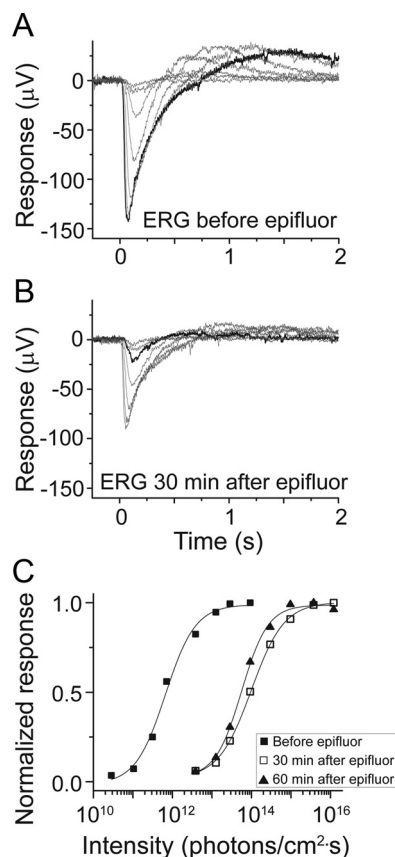 A
Response (μV)
0
-50
-100
-150
ERG before epifluor
0 1 2
B
Response (μV)
0
-50
-100
-150
ERG 30 min after epifluor
0 1 2
Time (s)
C
Normalized response
1.0
0.5
0.0
Before epifluor
30 min after epifluor
60 min after epifluor
10^10 10^12 10^14 10^16
Intensity (photons/cm²·s)